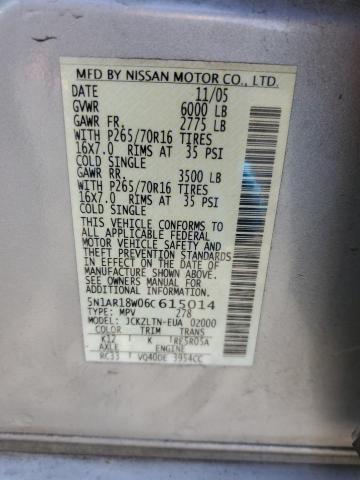 MFD BY NISSAN MOTOR CO., LTD.
DATE 11/05
GVWR 6000 LB
GAWR FR. 2775 LB
WITH P265/70R16 TIRES
16X7.0 RIMS AT 35 PSI
COLD SINGLE
GAWR RR. 3500 LB
WITH P265/70R16 TIRES
16X7.0 RIMS AT 35 PSI
COLD SINGLE
THIS VEHICLE CONFORMS TO
ALL APPLICABLE FEDERAL
MOTOR VEHICLE SAFETY AND
THEFT PREVENTION STANDARDS
IN EFFECT ON THE DATE OF
MANUFACTURE SHOWN ABOVE.
SEE OWNERS MANUAL FOR
ADDITIONAL INFORMATION.
5N1AR18W06C615014
TYPE: MPV 278
MODEL: JCKZLTN-EUA 02000
COLOR TRIM TRANS
K12 K TRE5R05A
AXLE ENGINE
RC33 VQ40DE 3954CC